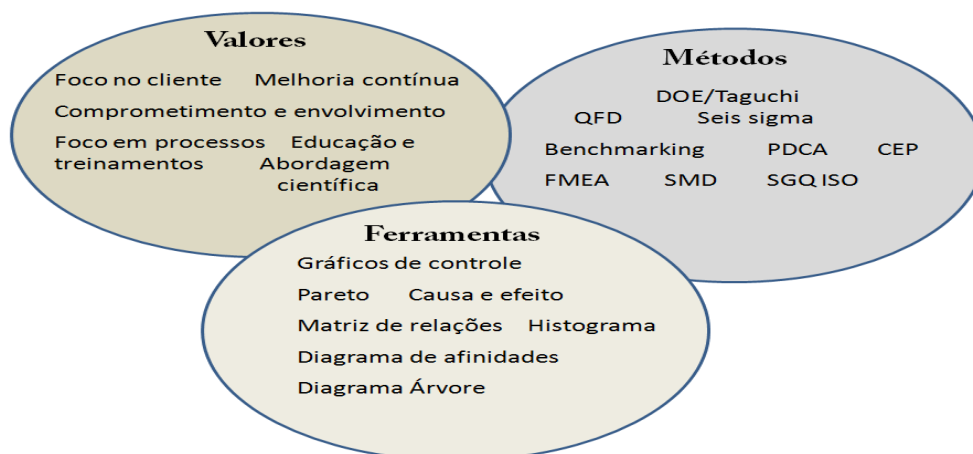 Valores
Foco no cliente Melhoria contínua
Comprometimento e envolvimento
Foco em processos Educação e
treinamentos Abordagem
científica
Métodos
DOE/Taguchi
QFD Seis sigma
Benchmarking PDCA CEP
FMEA SMD SGQ ISO
Ferramentas
Gráficos de controle
Pareto Causa e efeito
Matriz de relações Histograma
Diagrama de afinidades
Diagrama Árvore